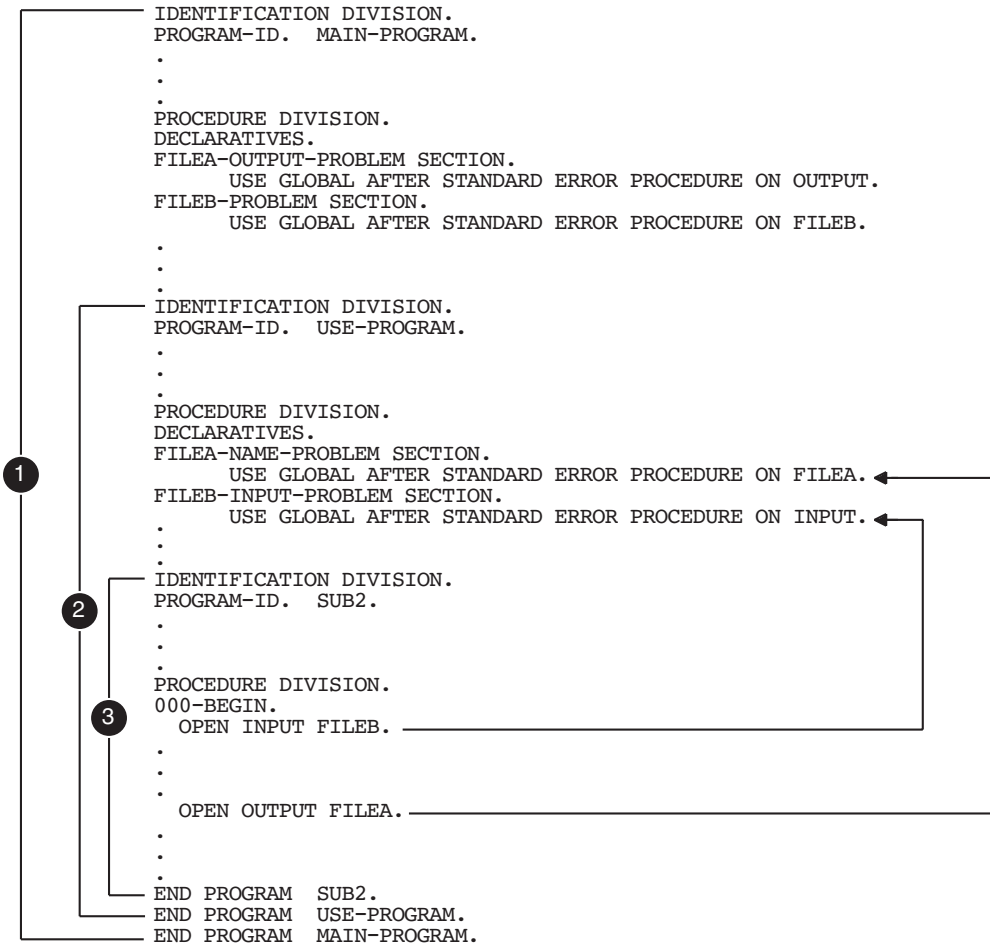 IDENTIFICATION DIVISION.
PROGRAM-ID. MAIN-PROGRAM.
.
.
.
PROCEDURE DIVISION.
DECLARATIVES.
FILEA-OUTPUT-PROBLEM SECTION.
USE GLOBAL AFTER STANDARD ERROR PROCEDURE ON OUTPUT.
FILEB-PROBLEM SECTION.
USE GLOBAL AFTER STANDARD ERROR PROCEDURE ON FILEB.
.
.
.
IDENTIFICATION DIVISION.
PROGRAM-ID. USE-PROGRAM.
.
.
.
PROCEDURE DIVISION.
DECLARATIVES.
FILEA-NAME-PROBLEM SECTION.
1
USE GLOBAL AFTER STANDARD ERROR PROCEDURE ON FILEA.
FILEB-INPUT-PROBLEM SECTION.
USE GLOBAL AFTER STANDARD ERROR PROCEDURE ON INPUT.
.
.
.
IDENTIFICATION DIVISION.
2
PROGRAM-ID. SUB2.
.
.
.
PROCEDURE DIVISION.
000-BEGIN.
3
OPEN INPUT FILEB.
.
.
.
OPEN OUTPUT FILEA.
.
.
.
END PROGRAM SUB2.
END PROGRAM USE-PROGRAM.
END PROGRAM MAIN-PROGRAM.